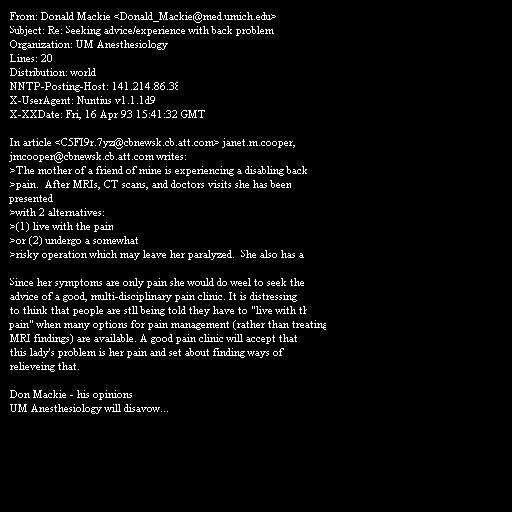 From: Donald Mackie <Donald_Mackie@med.umich.edu>
Subject: Re: Seeking advice/experience with back problem
Organization: UM Anesthesiology
Lines: 20
Distribution: world
NNTP-Posting-Host: 141.214.86.38
X-UserAgent: Nuntius v1.1.1d9
X-XXDate: Fri, 16 Apr 93 15:41:32 GMT

In article <C5FI9r.7yz@cbnewsk.cb.att.com> janet.m.cooper,
jmcooper@cbnewsk.cb.att.com writes:
>The mother of a friend of mine is experiencing a disabling back
>pain.  After MRIs, CT scans, and doctors visits she has been
presented
>with 2 alternatives:
>(1) live with the pain
>or (2) undergo a somewhat
>risky operation which may leave her paralyzed.  She also has a

Since her symptoms are only pain she would do weel to seek the
advice of a good, multi-disciplinary pain clinic. It is distressing
to think that people are stll being told they have to "live with
pain" when many options for pain management (rather than treating
MRI findings) are available. A good pain clinic will accept that
this lady's problem is her pain and set about finding ways of
relieveing that.

Don Mackie - his opinions
UM Anesthesiology will disavow...